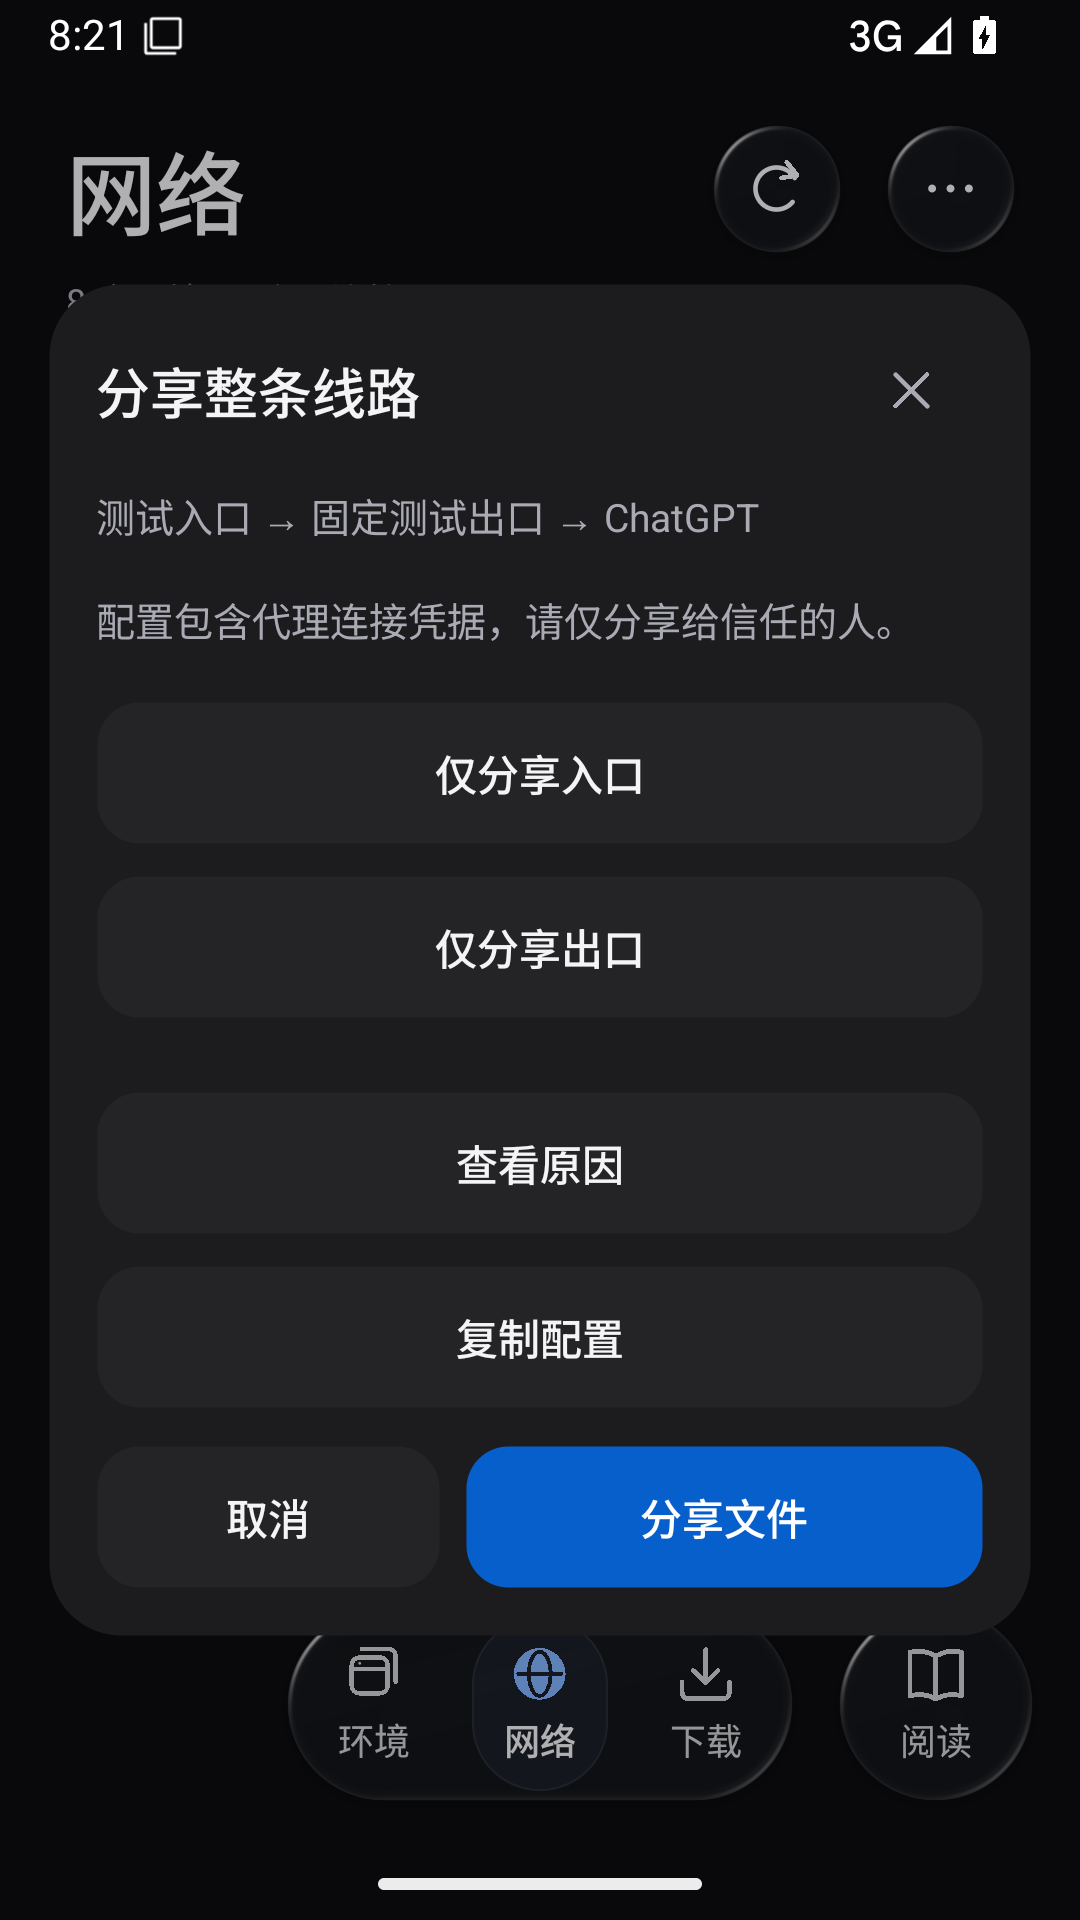 8:21
3G
网络
分享整条线路
测试入口 → 固定测试出口 → ChatGPT
配置包含代理连接凭据，请仅分享给信任的人。
仅分享入口
仅分享出口
查看原因
复制配置
取消
分享文件
环境
网络
下载
阅读